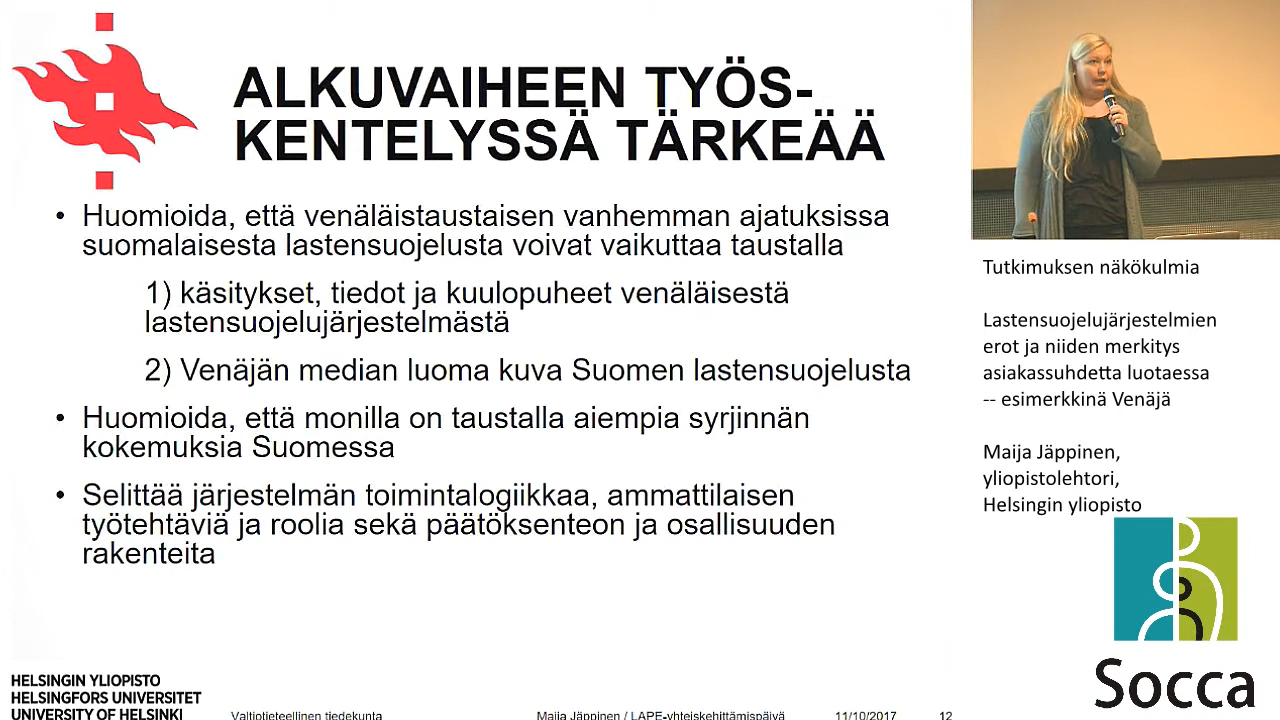 ALKUVAIHEEN TYÖS-
KENTELYSSÄ TÄRKEÄÄ
• Huomioida, että venäläistaustaisen vanhemman ajatuksissa
suomalaisesta lastensuojelusta voivat vaikuttaa taustalla
1) käsitykset, tiedot ja kuulopuheet venäläisestä
lastensuojelujärjestelmästä
2) Venäjän median luoma kuva Suomen lastensuojelusta
• Huomioida, että monilla on taustalla aiempia syrjinnän
kokemuksia Suomessa
• Selittää järjestelmän toimintalogiikkaa, ammattilaisen
työtehtäviä ja roolia sekä päätöksenteon ja osallisuuden
rakenteita
HELSINGIN YLIOPISTO
HELSINGFORS UNIVERSITET
UNIVERSITY OF HELSINKI
Valtiotieteellinen tiedekunta
Maija Jäppinen / LAPE-yhteiskehittämispäivä
11/10/2017
12
Tutkimuksen näkökulmia
Lastensuojelujärjestelmien
erot ja niiden merkitys
asiakassuhdetta luotaessa
-- esimerkkinä Venäjä
Maija Jäppinen,
yliopistolehtori,
Helsingin yliopisto
Socca